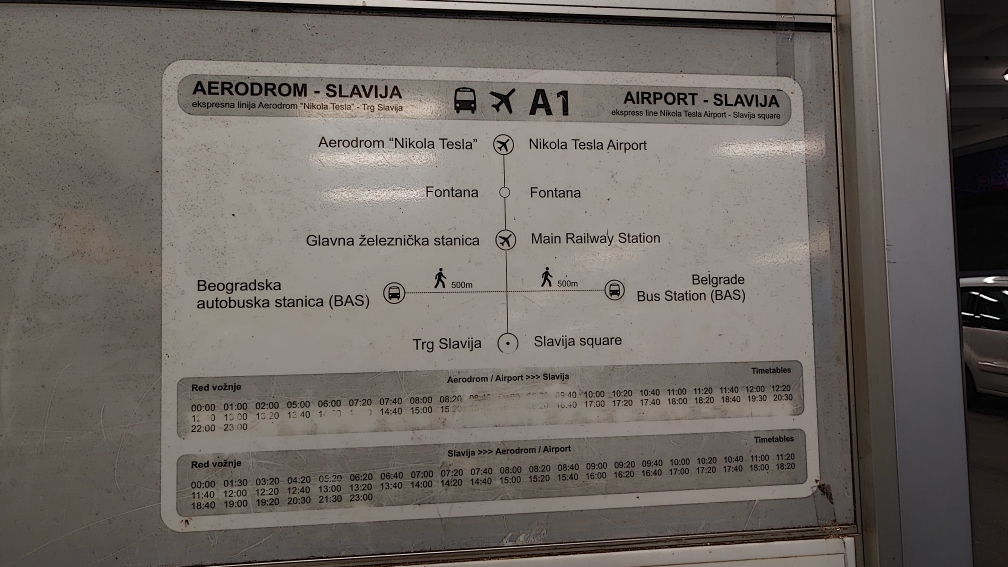 AERODROM - SLAVIJA
ekspresna linija Aerodrom "Nikola Tesla" - Trg Slavija
A1
AIRPORT - SLAVIJA
express line Nikola Tesla Airport - Slavija square
Aerodrom “Nikola Tesla” Nikola Tesla Airport
Fontana Fontana
Glavna železnička stanica Main Railway Station
Beogradska
autobuska stanica (BAS)
500m 500m
Belgrade
Bus Station (BAS)
Trg Slavija Slavija square
Red vožnje Aerodrom / Airport >>> Slavija Timetables
00:00 01:00 02:00 05:00 06:00 07:20 07:40 08:00 08:20 10:00 10:20 10:40 11:00 11:20 11:40 12:00 12:20
14:40 15:00 16:40 17:00 17:20 17:40 18:00 18:20 18:40 19:30 20:30
22:00 23:00
Red vožnje Slavija >>> Aerodrom / Airport Timetables
00:00 01:30 03:20 04:20 05:20 06:20 06:40 07:00 07:20 07:40 08:00 08:20 08:40 09:00 09:20 09:40 10:00 10:20 10:40 11:00 11:20
11:40 12:00 12:20 12:40 13:00 13:20 13:40 14:00 14:20 14:40 15:00 15:20 15:40 16:00 16:20 16:40 17:00 17:20 17:40 18:00 18:20
18:40 19:00 19:20 20:30 21:30 23:00